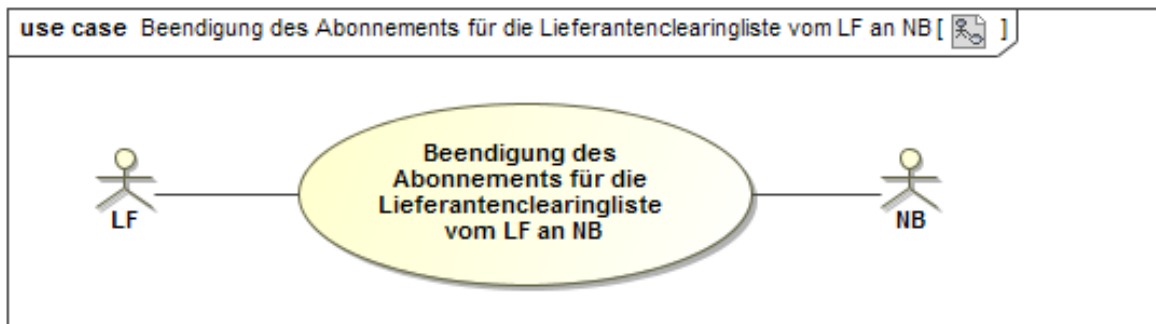 use case Beendigung des Abonnements für die Lieferantenclearingliste vom LF an NB [ ]
Beendigung des
Abonnements für die
Lieferantenclearingliste
vom LF an NB
LF
NB